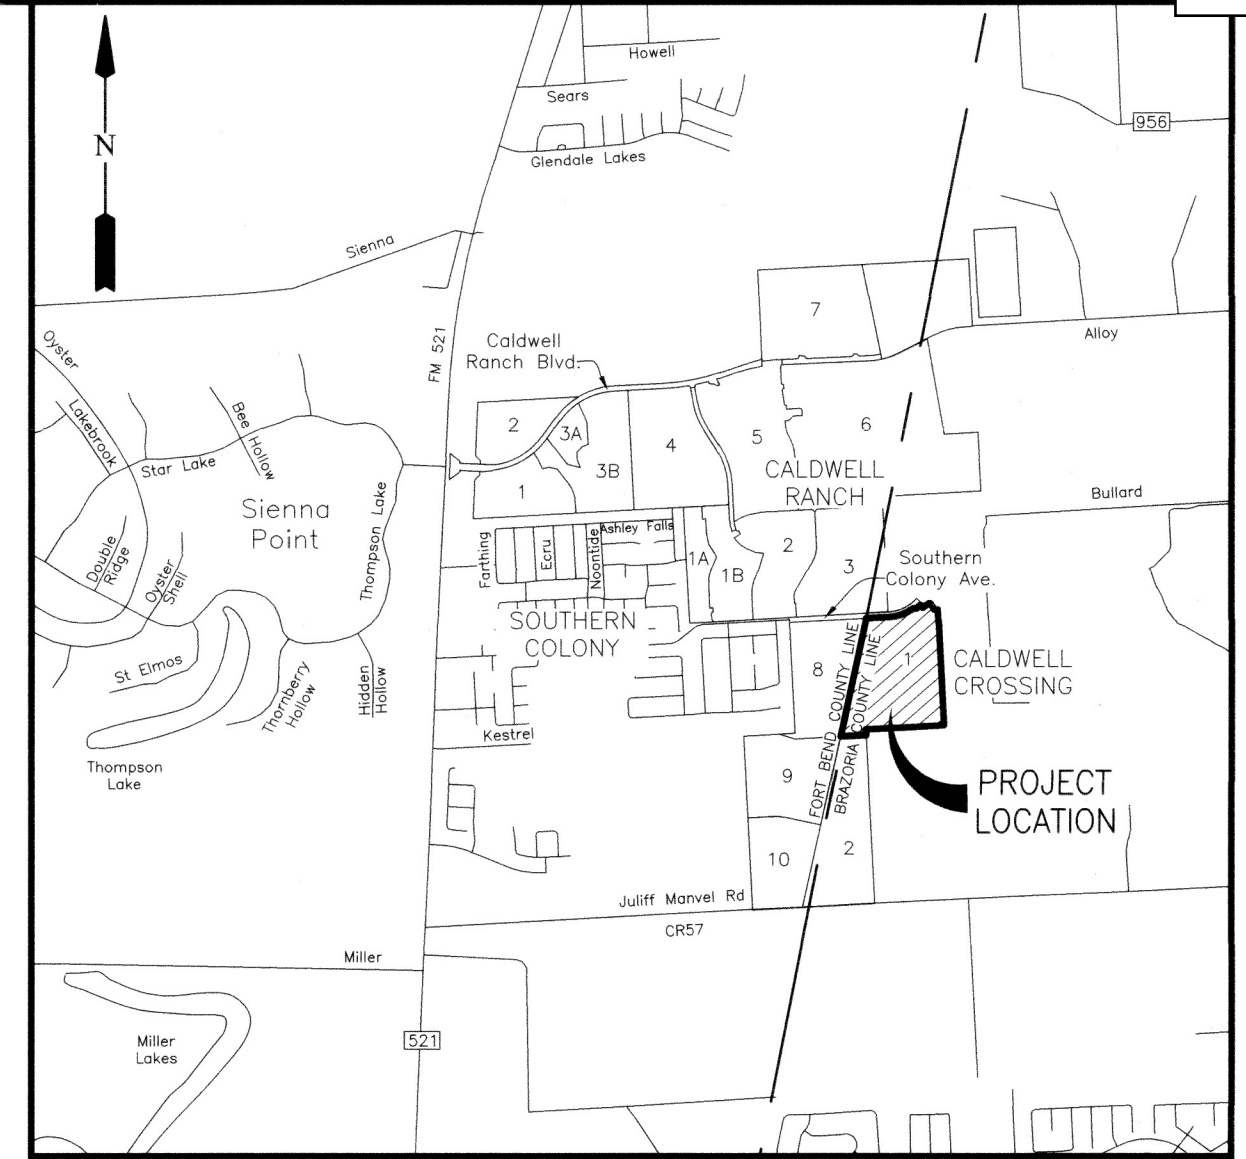 Howell
Sears
956
N
Glendale Lakes
Sienna
7
FM 521
Caldwell
Ranch Blvd.
Alloy
Oyster
Lakebrook
Bee Hollow
Star Lake
2
3A
3B
4
5
6
1
CALDWELL
RANCH
Sienna
Point
Thompson Lake
Bullard
Farthing
Ecru
Noontide
Ashley Falls
1A
1B
2
3
Southern
Colony Ave.
Double
Ridge
Oyster
Shell
SOUTHERN
COLONY
St Elmos
Thornberry
Hollow
Hidden
Hollow
8
FORT BEND COUNTY LINE
BRAZORIA COUNTY LINE
1
CALDWELL
CROSSING
Kestrel
Thompson
Lake
9
PROJECT
LOCATION
10
2
Juliff Manvel Rd
CR57
Miller
521
Miller
Lakes